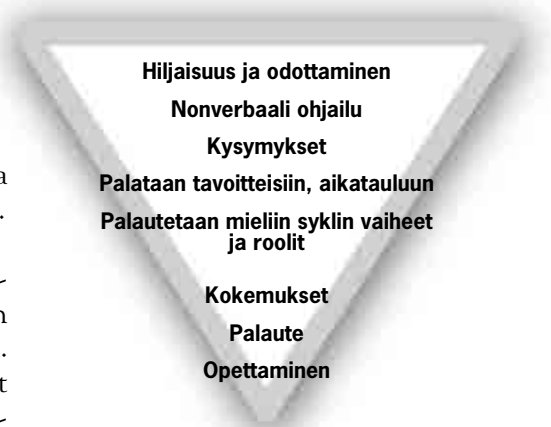 Hiljaisuus ja odottaminen
Nonverbaali ohjailu
Kysymykset
Palataan tavoitteisiin, aikatauluun
a
Palautetaan mieliin syklin vaiheet
.
ja roolit
-
Kokemukset
n
Palaute
.
Opettaminen
t
-